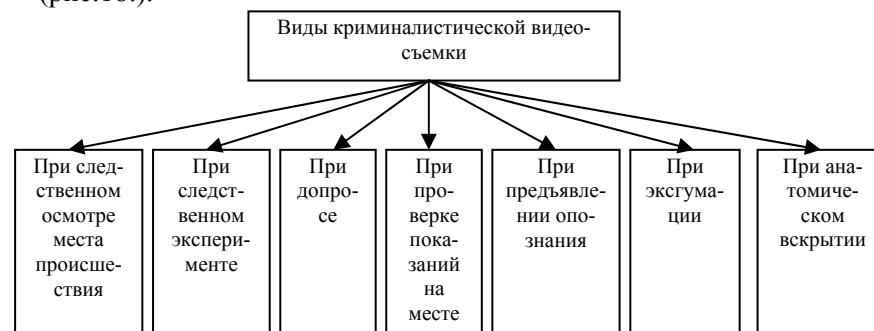 (рис.18.).
Виды криминалистической видео-
съемки
При след-
ственном
осмотре
места
происше-
ствия
При
следст-
венном
экспери-
менте
При
допро-
се
При
про-
верке
пока-
заний
на
месте
При
предъявле-
нии опо-
знания
При
эксгума-
ции
При ана-
томиче-
ском
вскрытии